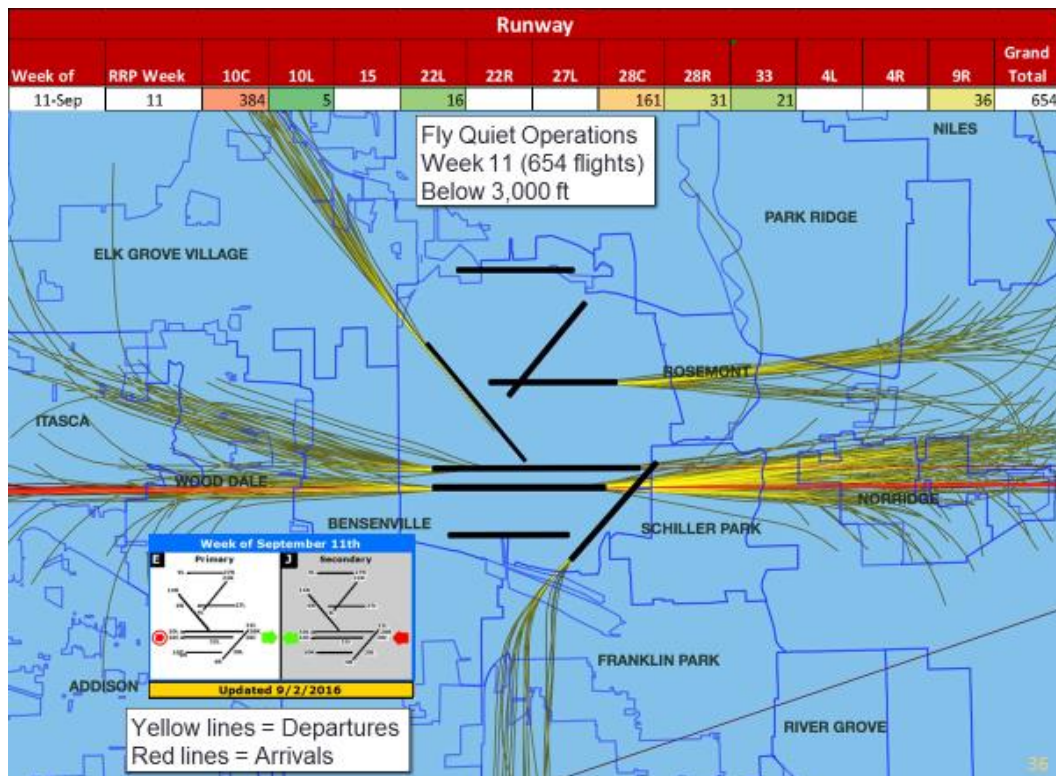 Runway
Grand
Week of RRP Week 10C 10L 15 22L 22R 27L 28C 28R 33 4L 4R 9R Total
11-Sep 11 384 5 16 161 31 21 36 654
Fly Quiet Operations
Week 11 (654 flights)
Below 3,000 ft
NILES
PARK RIDGE
ELK GROVE VILLAGE
ROSEMONT
ITASCA
WOOD DALE
NORRIDGE
BENSENVILLE
SCHILLER PARK
Week of September 11th
E Primary J Secondary
FRANKLIN PARK
ADDISON
Updated 9/2/2016
RIVER GROVE
Yellow lines = Departures
Red lines = Arrivals
36